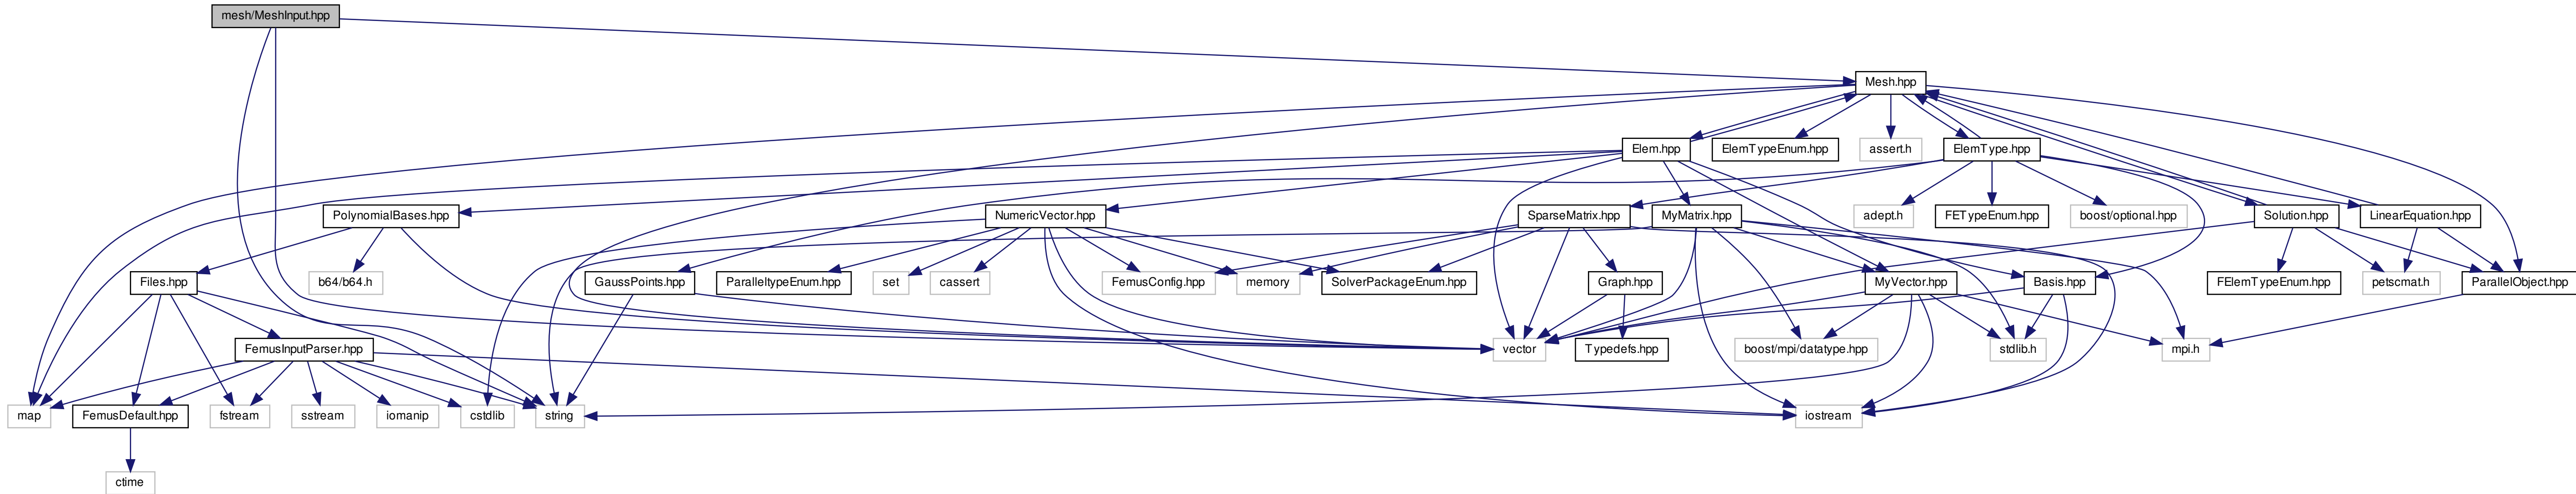 mesh/MeshInput.hpp
Mesh.hpp
Elem.hpp
ElemTypeEnum.hpp
assert.h
ElemType.hpp
PolynomialBases.hpp
NumericVector.hpp
SparseMatrix.hpp
MyMatrix.hpp
adept.h
FETypeEnum.hpp
boost/optional.hpp
Solution.hpp
LinearEquation.hpp
Files.hpp
b64/b64.h
GaussPoints.hpp
ParalleltypeEnum.hpp
set
cassert
FemusConfig.hpp
memory
SolverPackageEnum.hpp
Graph.hpp
MyVector.hpp
Basis.hpp
FElemTypeEnum.hpp
petscmat.h
ParallelObject.hpp
FemusInputParser.hpp
vector
Typedefs.hpp
boost/mpi/datatype.hpp
stdlib.h
mpi.h
map
FemusDefault.hpp
fstream
sstream
iomanip
cstdlib
string
iostream
ctime